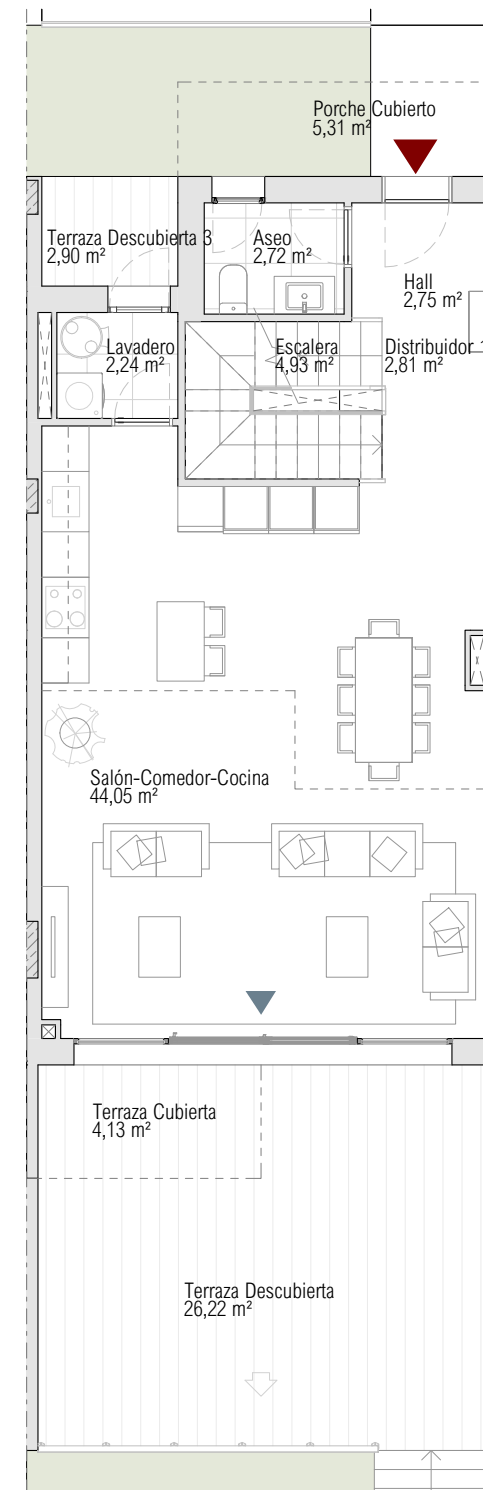 Porche Cubierto
5,31 m²
Terraza Descubierta 3
2,90 m²
Aseo
2,72 m²
Hall
2,75 m²
Lavadero
2,24 m²
Escalera
4,93 m²
Distribuidor 1
2,81 m²
Salón-Comedor-Cocina
44,05 m²
Terraza Cubierta
4,13 m²
Terraza Descubierta
26,22 m²